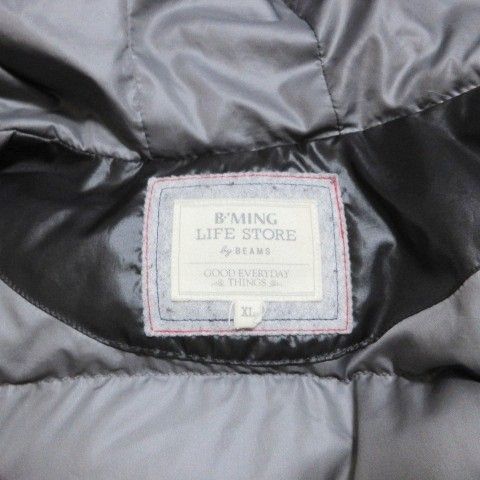 B'MING
LIFE STORE
by BEAMS
GOOD EVERYDAY
THINGS
XL